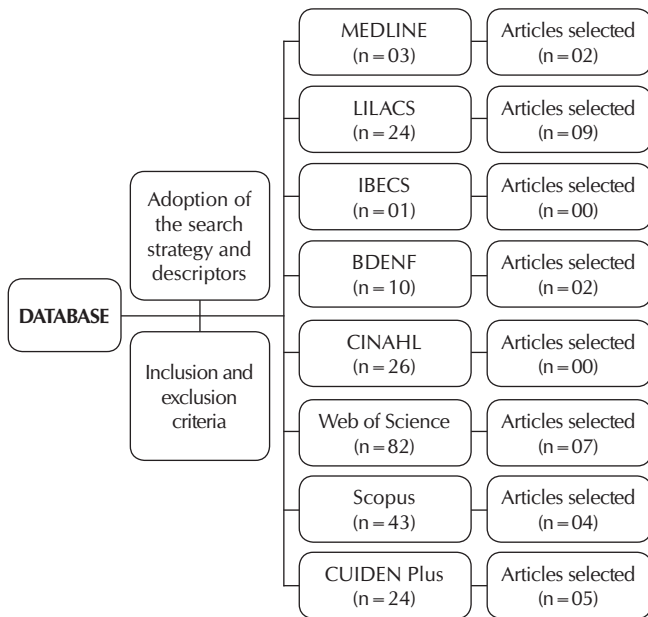 DATABASE
Adoption of
the search
strategy and
descriptors
Inclusion and
exclusion
criteria
MEDLINE
(n = 03)
Articles selected
(n = 02)
LILACS
(n = 24)
Articles selected
(n = 09)
IBECS
(n = 01)
Articles selected
(n = 00)
BDENF
(n = 10)
Articles selected
(n = 02)
CINAHL
(n = 26)
Articles selected
(n = 00)
Web of Science
(n = 82)
Articles selected
(n = 07)
Scopus
(n = 43)
Articles selected
(n = 04)
CUIDEN Plus
(n = 24)
Articles selected
(n = 05)